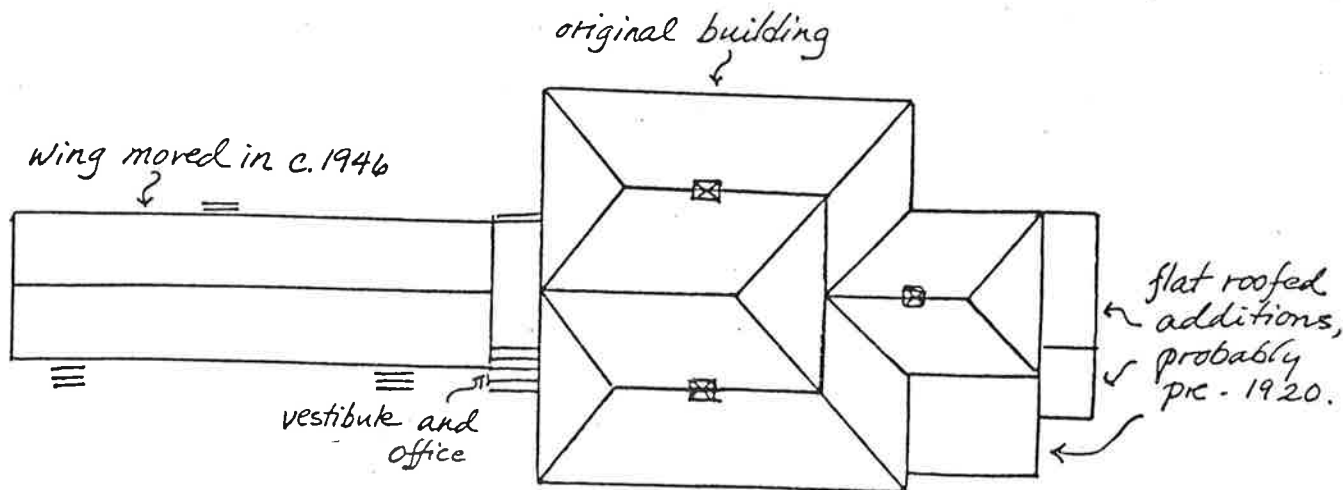 original building
wing moved in c. 1946
flat roofed
additions,
probably
pre - 1920.
vestibule and
office